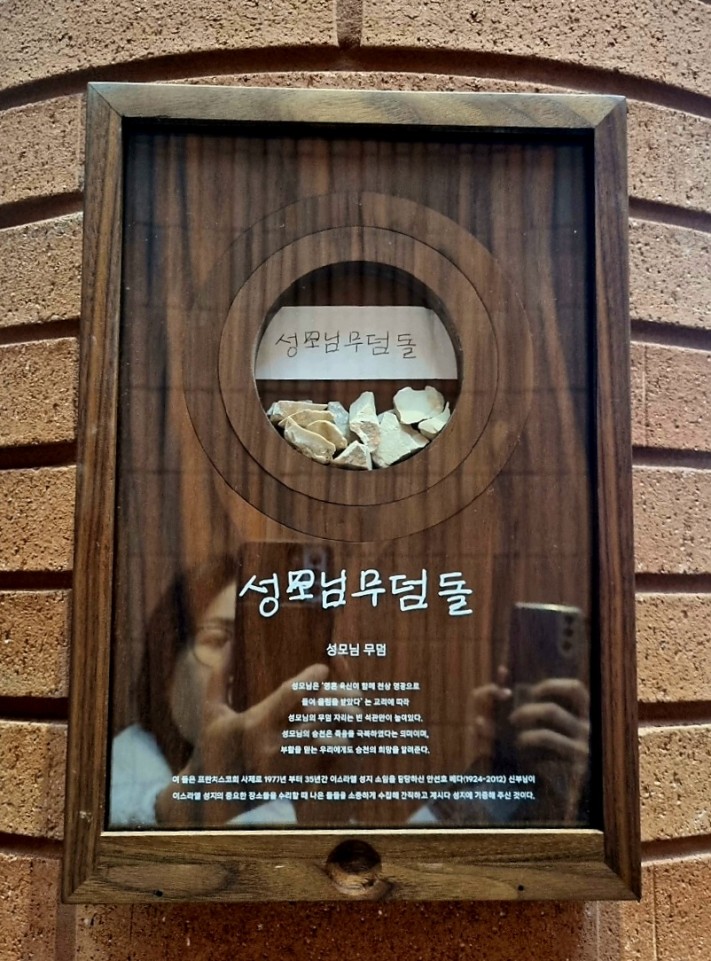 성모님무덤돌
성모님무덤돌
성모님 무덤
성모님은 '영혼 육신이 함께 천상 영광으로
들어 올림을 받았다' 는 교리에 따라
성모님의 무덤 자리는 빈 석관만이 놓여있다.
성모님의 승천은 죽음을 극복하였다는 의미이며,
부활을 믿는 우리에게도 승천의 희망을 알려준다.
이 돌은 프란치스코회 사제로 1977년 부터 35년간 이스라엘 성지 소임을 담당하신 안선호 베다(1924-2012) 신부님이
이스라엘 성지의 중요한 장소들을 수리할 때 나온 돌들을 소중하게 수집해 간직하고 계시다 성지에 기증해 주신 것이다.